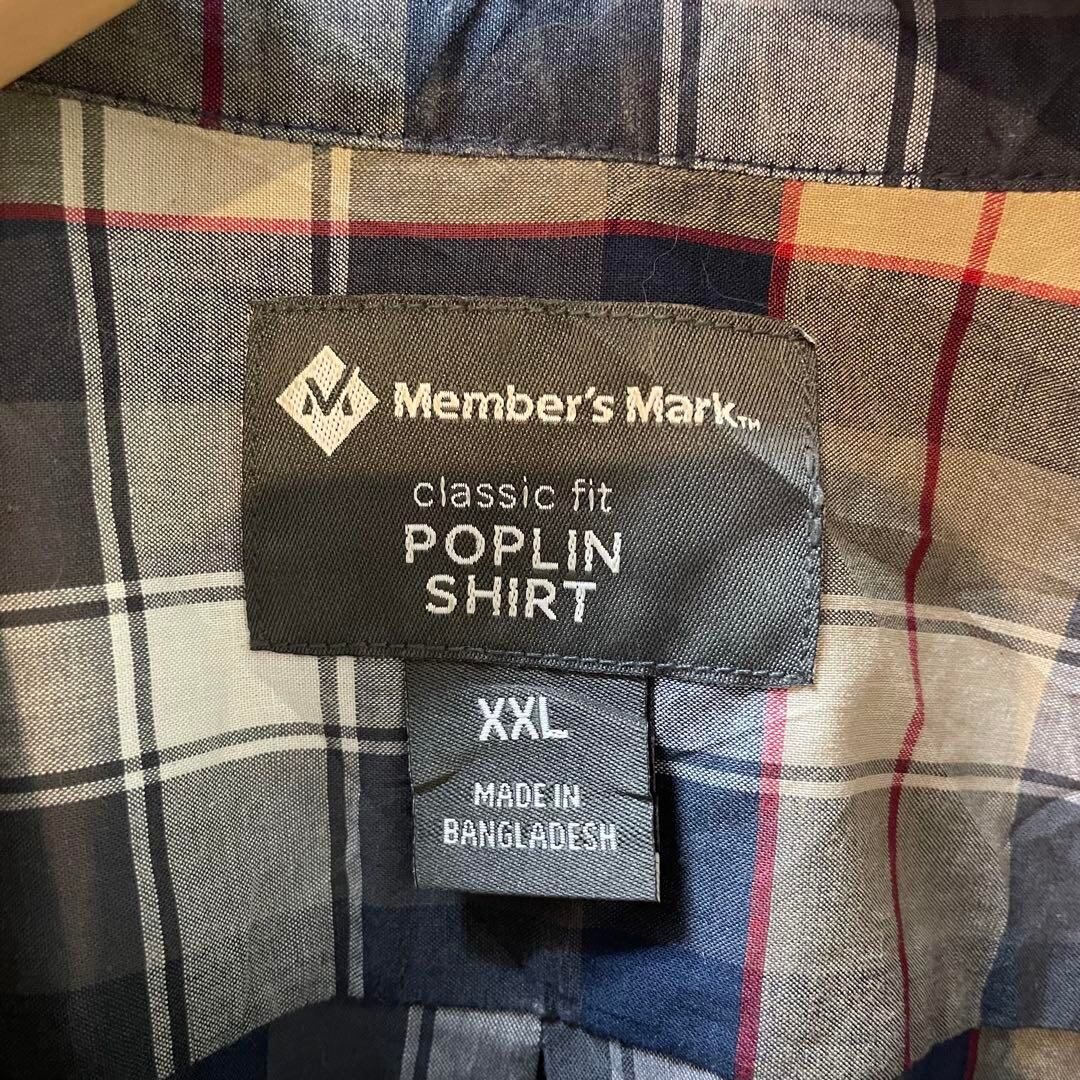 Member's Mark™
classic fit
POPLIN
SHIRT
XXL
MADE IN
BANGLADESH